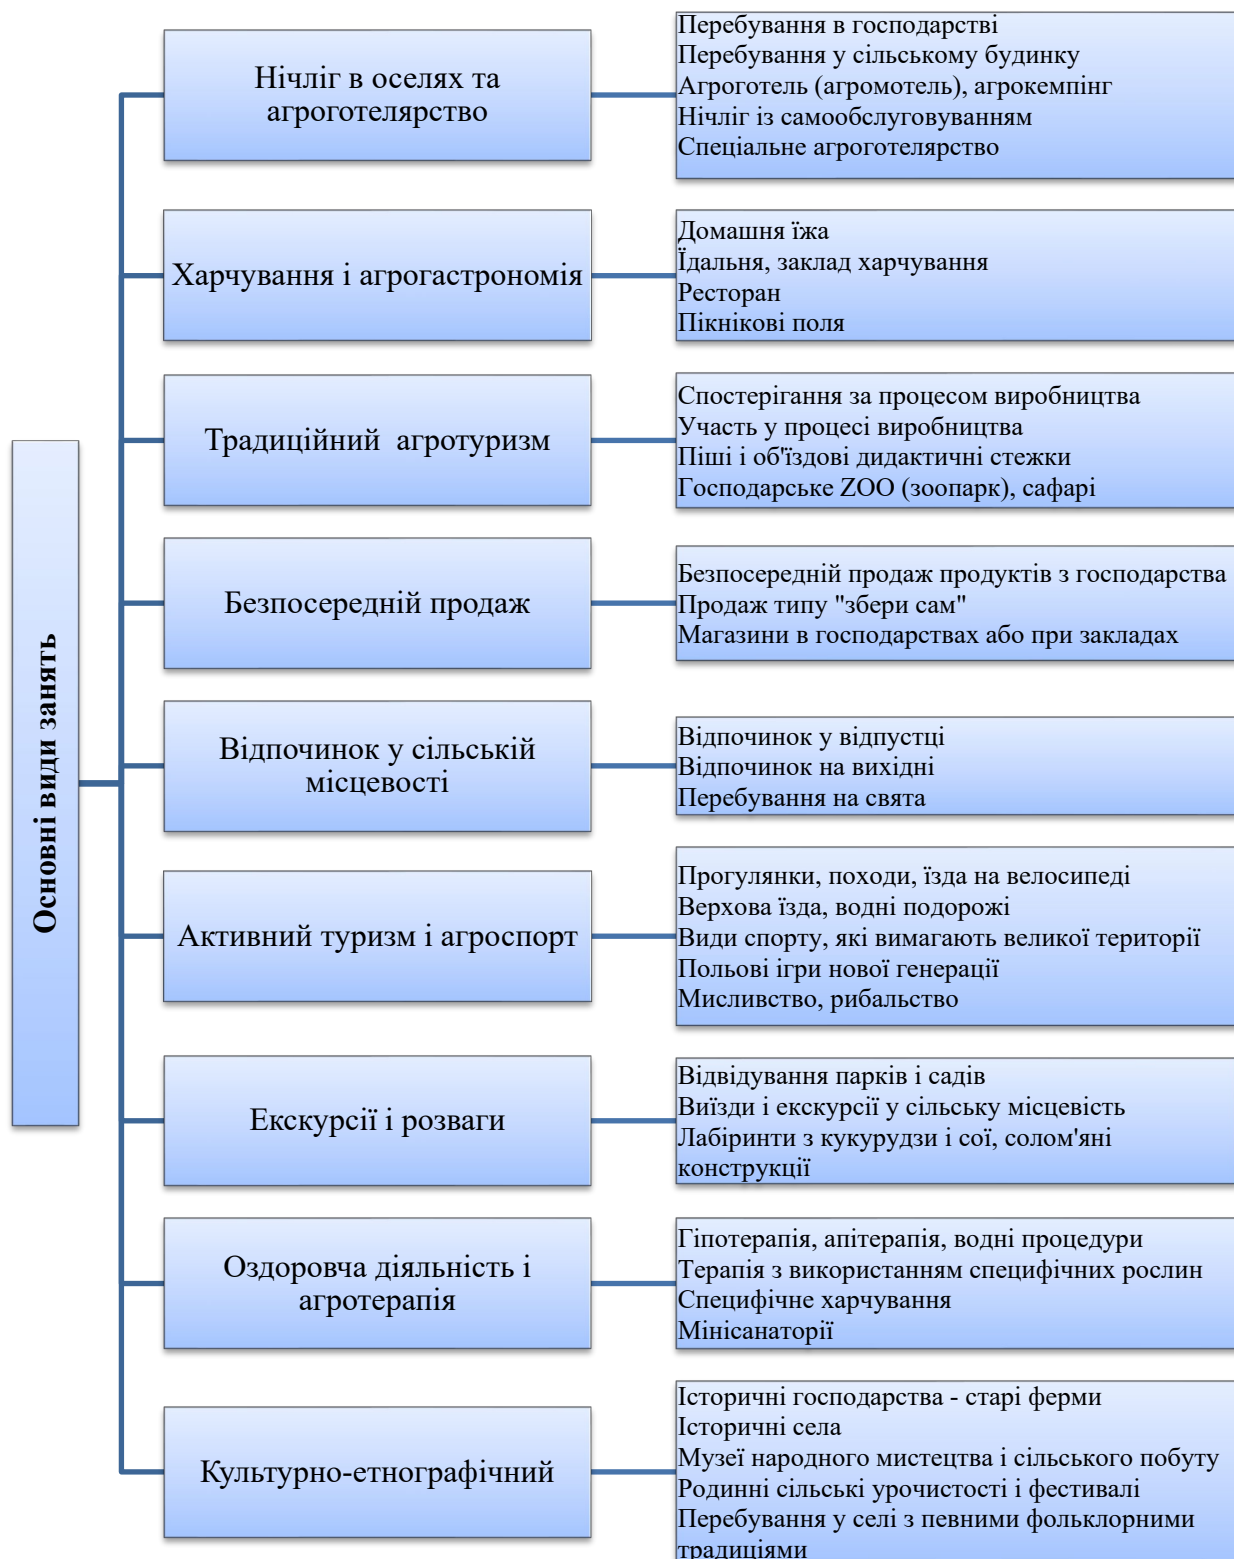 Основні види занять
Нічліг в оселях та
агроготелярство
Перебування в господарстві
Перебування у сільському будинку
Агроготель (агромотель), агрокемпінг
Нічліг із самообслуговуванням
Спеціальне агроготелярство
Харчування і агрогастрономія
Домашня їжа
Їдальня, заклад харчування
Ресторан
Пікнікові поля
Традиційний агротуризм
Спостерігання за процесом виробництва
Участь у процесі виробництва
Піші і об'їздові дидактичні стежки
Господарське ZOO (зоопарк), сафарі
Безпосередній продаж
Безпосередній продаж продуктів з господарства
Продаж типу "збери сам"
Магазини в господарствах або при закладах
Відпочинок у сільській
місцевості
Відпочинок у відпустці
Відпочинок на вихідні
Перебування на свята
Активний туризм і агроспорт
Прогулянки, походи, їзда на велосипеді
Верхова їзда, водні подорожі
Види спорту, які вимагають великої території
Польові ігри нової генерації
Мисливство, рибальство
Екскурсії і розваги
Відвідування парків і садів
Виїзди і екскурсії у сільську місцевість
Лабіринти з кукурудзи і сої, солом'яні
конструкції
Оздоровча діяльність і
агротерапія
Гіпотерапія, апітерапія, водні процедури
Терапія з використанням специфічних рослин
Специфічне харчування
Мінісанаторії
Культурно-етнографічний
Історичні господарства - старі ферми
Історичні села
Музеї народного мистецтва і сільського побуту
Родинні сільські урочистості і фестивалі
Перебування у селі з певними фольклорними
традиціями